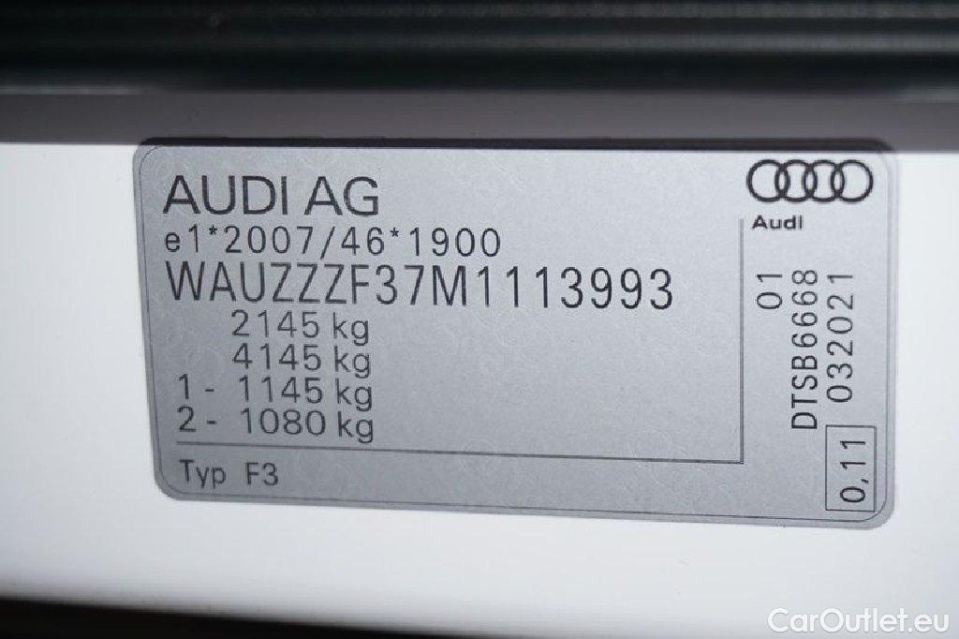 AUDI AG
Audi
e1*2007/46*1900
WAUZZZF37M1113993
2145 kg
4145 kg
1 - 1145 kg
2 - 1080 kg
Typ F3
01
DTSB6668
032021
0,11
CarOutlet.eu